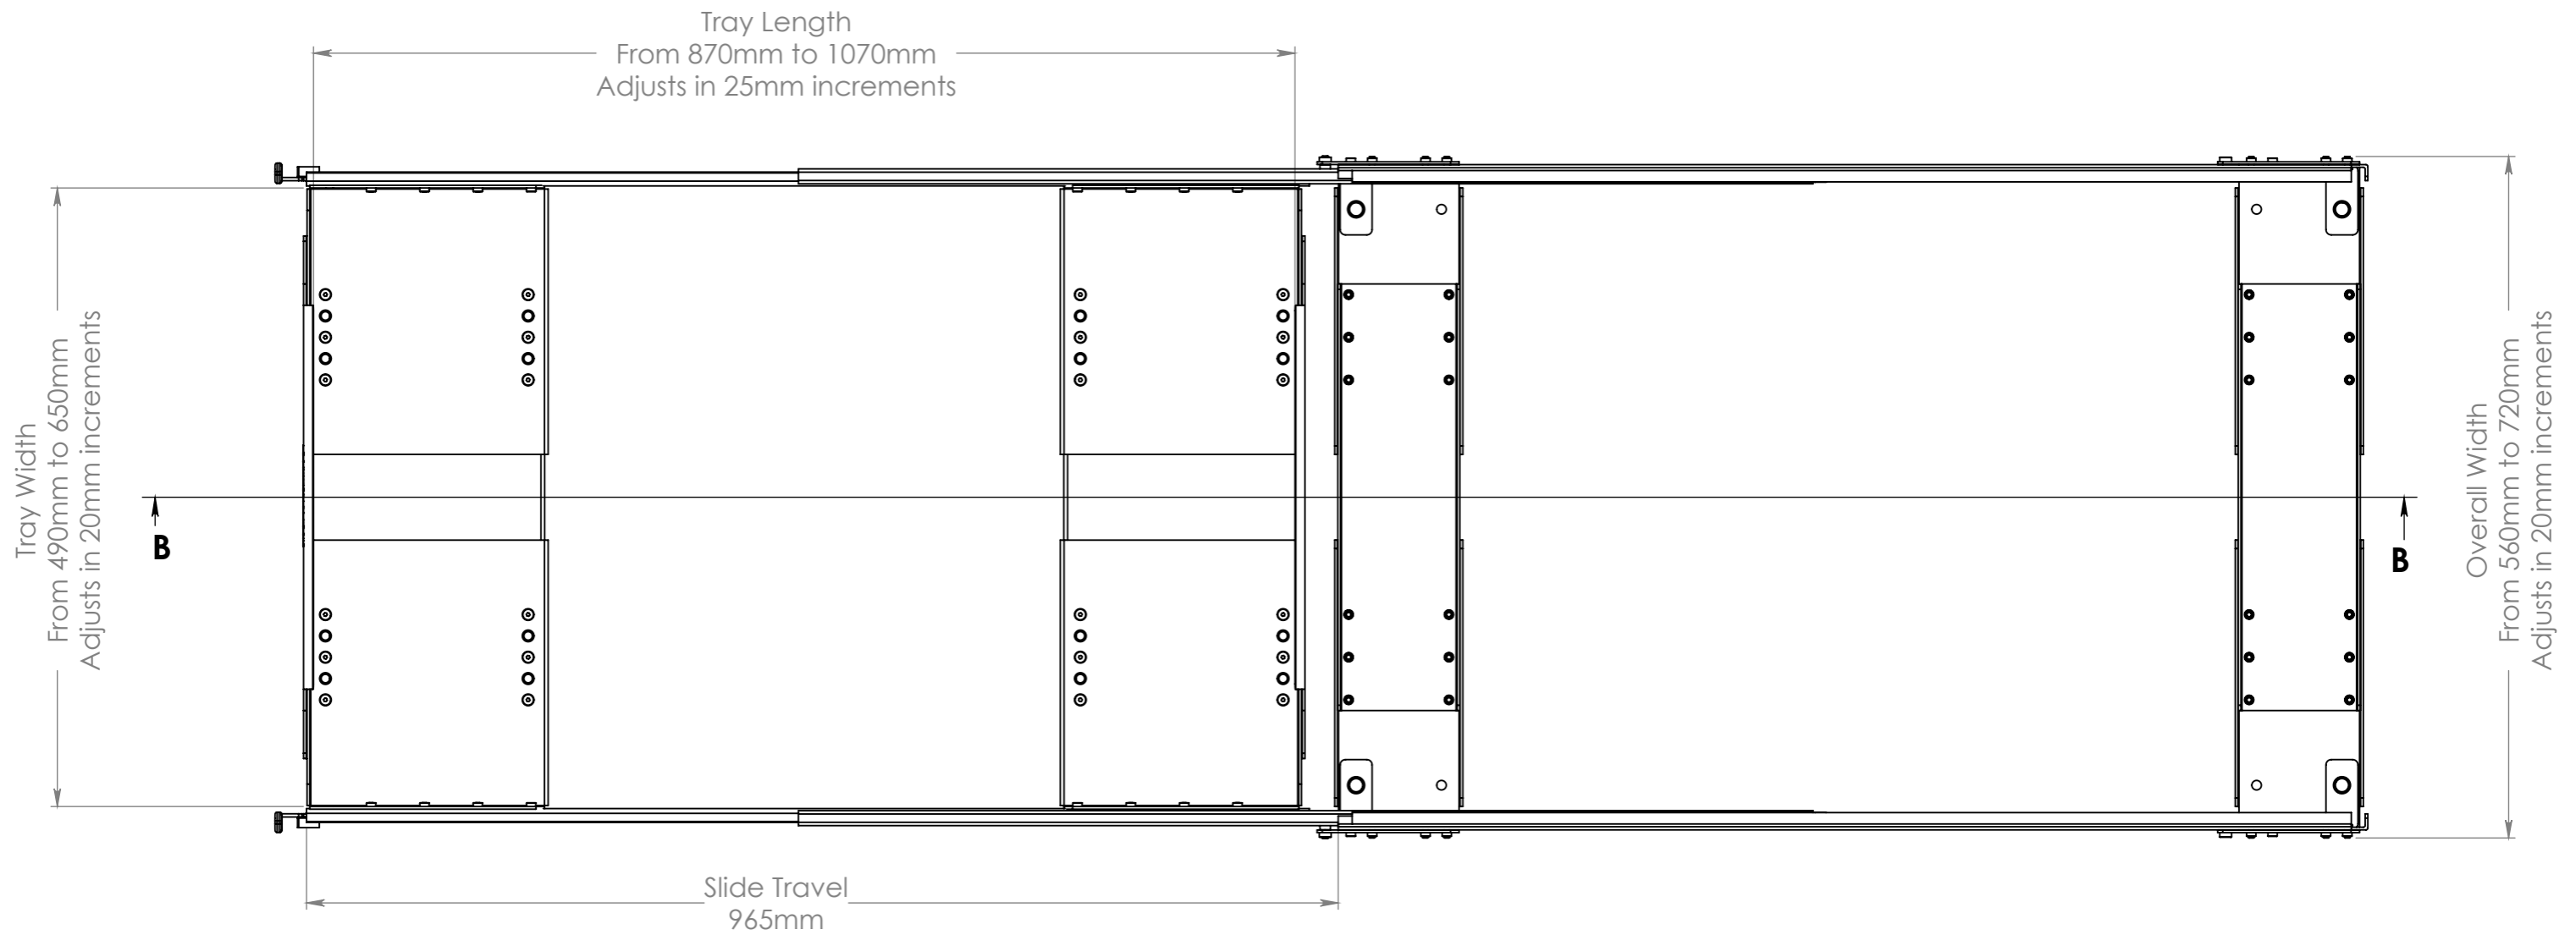 Tray Length
From 870mm to 1070mm
Adjusts in 25mm increments
Tray Width
From 490mm to 650mm
Adjusts in 20mm increments
B
B
Overall Width
From 560mm to 720mm
Adjusts in 20mm increments
Slide Travel
965mm